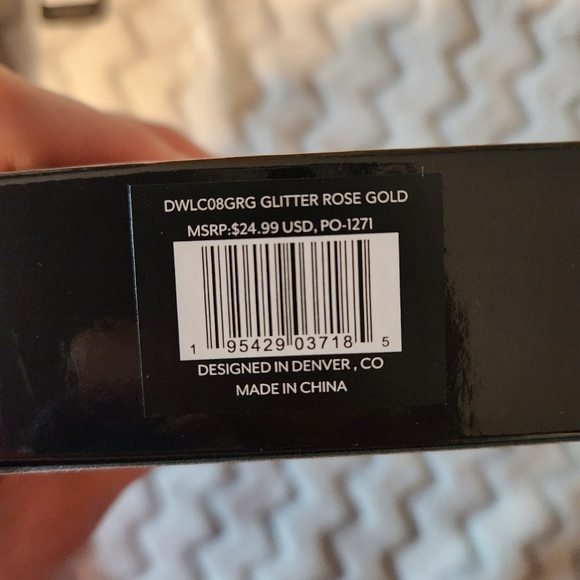 DWLC08GRG GLITTER ROSE GOLD
MSRP:$24.99 USD, PO-1271
1 95429 03718 5
DESIGNED IN DENVER , CO
MADE IN CHINA